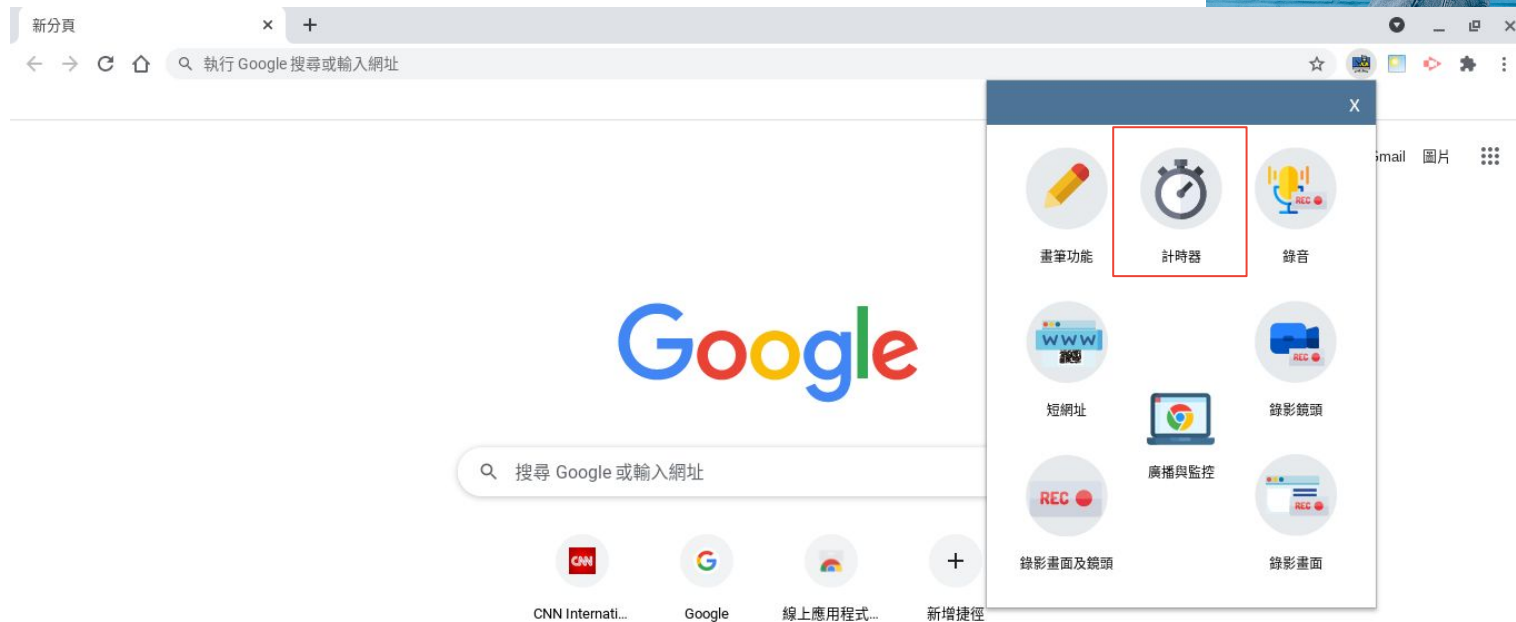 新分頁
執行 Google 搜尋或輸入網址
X
Gmail 圖片
畫筆功能 計時器 錄音
REC
Google
WWW
REC
短網址 錄影鏡頭
搜尋 Google 或輸入網址
廣播與監控
REC
REC
錄影畫面及鏡頭 錄影畫面
CNN
G
CNN Internati... Google 線上應用程式... 新增捷徑